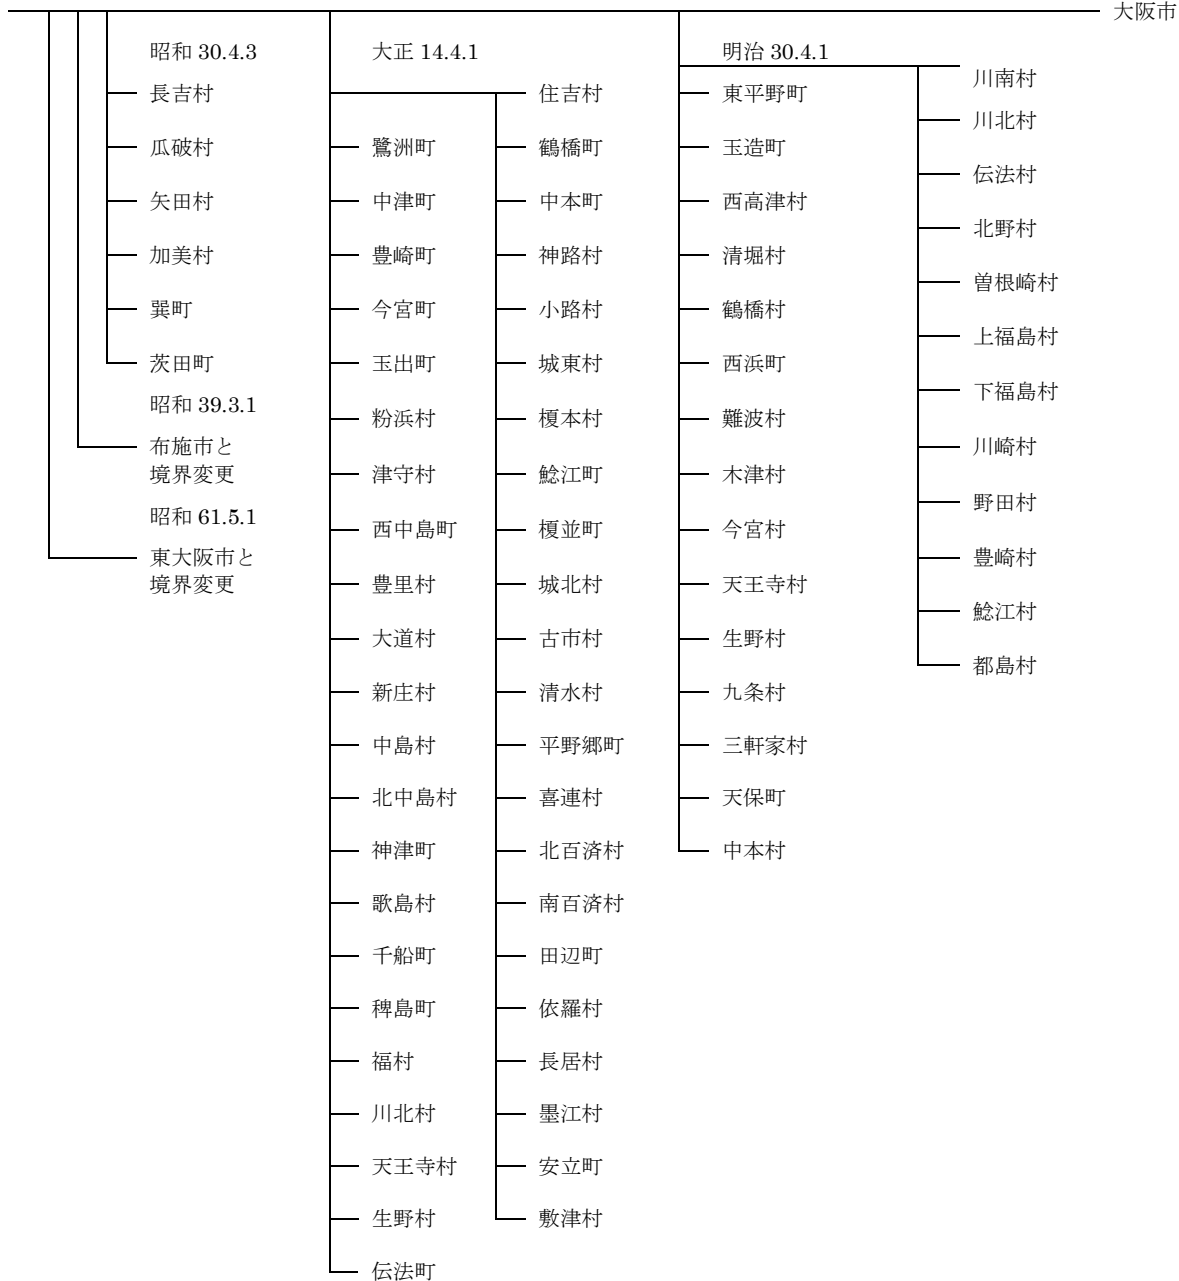 大阪市
昭和 30.4.3
長吉村
瓜破村
矢田村
加美村
巽町
茨田町
昭和 39.3.1
布施市と
境界変更
昭和 61.5.1
東大阪市と
境界変更
大正 14.4.1
鷺洲町
中津町
豊崎町
今宮町
玉出町
粉浜村
津守村
西中島町
豊里村
大道村
新庄村
中島村
北中島村
神津町
歌島村
千船町
稗島町
福村
川北村
天王寺村
生野村
伝法町
住吉村
鶴橋町
中本町
神路村
小路村
城東村
榎本村
鯰江町
榎並町
城北村
古市村
清水村
平野郷町
喜連村
北百済村
南百済村
田辺町
依羅村
長居村
墨江村
安立町
敷津村
明治 30.4.1
東平野町
玉造町
西高津村
清堀村
鶴橋村
西浜町
難波村
木津村
今宮村
天王寺村
生野村
九条村
三軒家村
天保町
中本村
川南村
川北村
伝法村
北野村
曽根崎村
上福島村
下福島村
川崎村
野田村
豊崎村
鯰江村
都島村